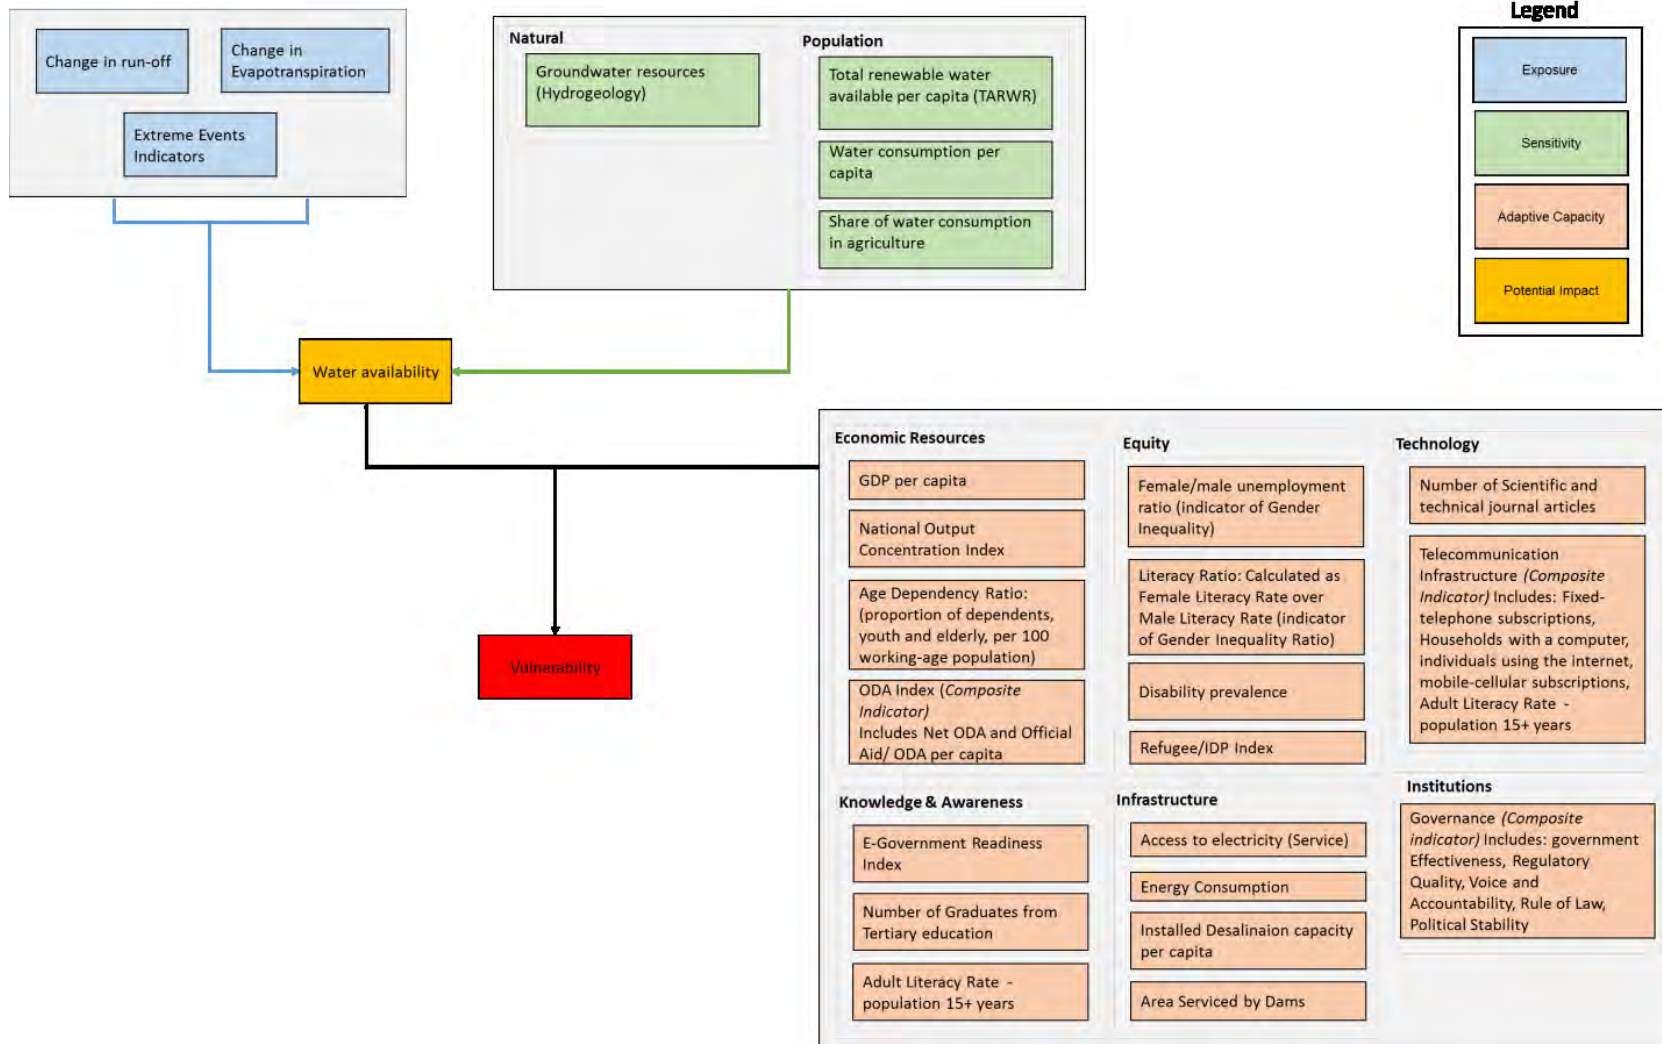 Change in run-off
Change in
Evapotranspiration
Extreme Events
Indicators
Natural
Groundwater resources
(Hydrogeology)
Population
Total renewable water
available per capita (TARWR)
Water consumption per
capita
Share of water consumption
in agriculture
Legend
Exposure
Sensitivity
Adaptive Capacity
Potential Impact
Water availability
Vulnerability
Economic Resources
GDP per capita
National Output
Concentration Index
Age Dependency Ratio:
(proportion of dependents,
youth and elderly, per 100
working-age population)
ODA Index (Composite
Indicator)
Includes Net ODA and Official
Aid/ ODA per capita
Equity
Female/male unemployment
ratio (indicator of Gender
Inequality)
Literacy Ratio: Calculated as
Female Literacy Rate over
Male Literacy Rate (indicator
of Gender Inequality Ratio)
Disability prevalence
Refugee/IDP Index
Technology
Number of Scientific and
technical journal articles
Telecommunication
Infrastructure (Composite
Indicator) Includes: Fixed-
telephone subscriptions,
Households with a computer,
individuals using the internet,
mobile-cellular subscriptions,
Adult Literacy Rate -
population 15+ years
Knowledge & Awareness
E-Government Readiness
Index
Number of Graduates from
Tertiary education
Adult Literacy Rate -
population 15+ years
Infrastructure
Access to electricity (Service)
Energy Consumption
Installed Desalinaion capacity
per capita
Area Serviced by Dams
Institutions
Governance (Composite
indicator) Includes: government
Effectiveness, Regulatory
Quality, Voice and
Accountability, Rule of Law,
Political Stability